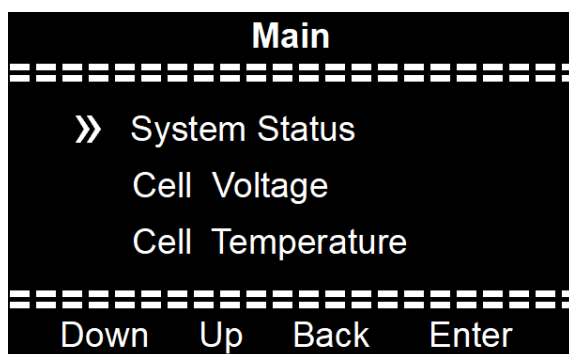 Main
» System Status
Cell Voltage
Cell Temperature
Down Up Back Enter